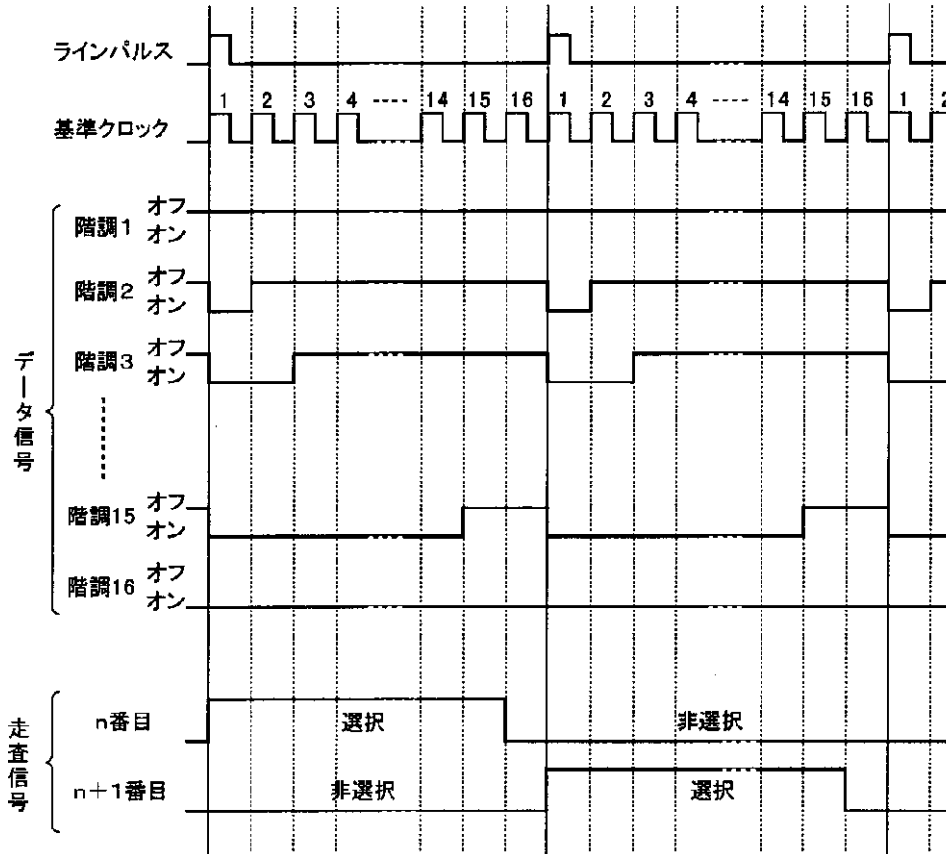 ラインパルス
1 2 3 4 14 15 16 1 2 3 4 14 15 16 1 2
基準クロック
オフ
階調1
オン
オフ
階調2
オン
オフ
階調3
オン
データ信号
オフ
階調15
オン
オフ
階調16
オン
走査信号
n番目
選択
非選択
n+1番目
非選択
選択